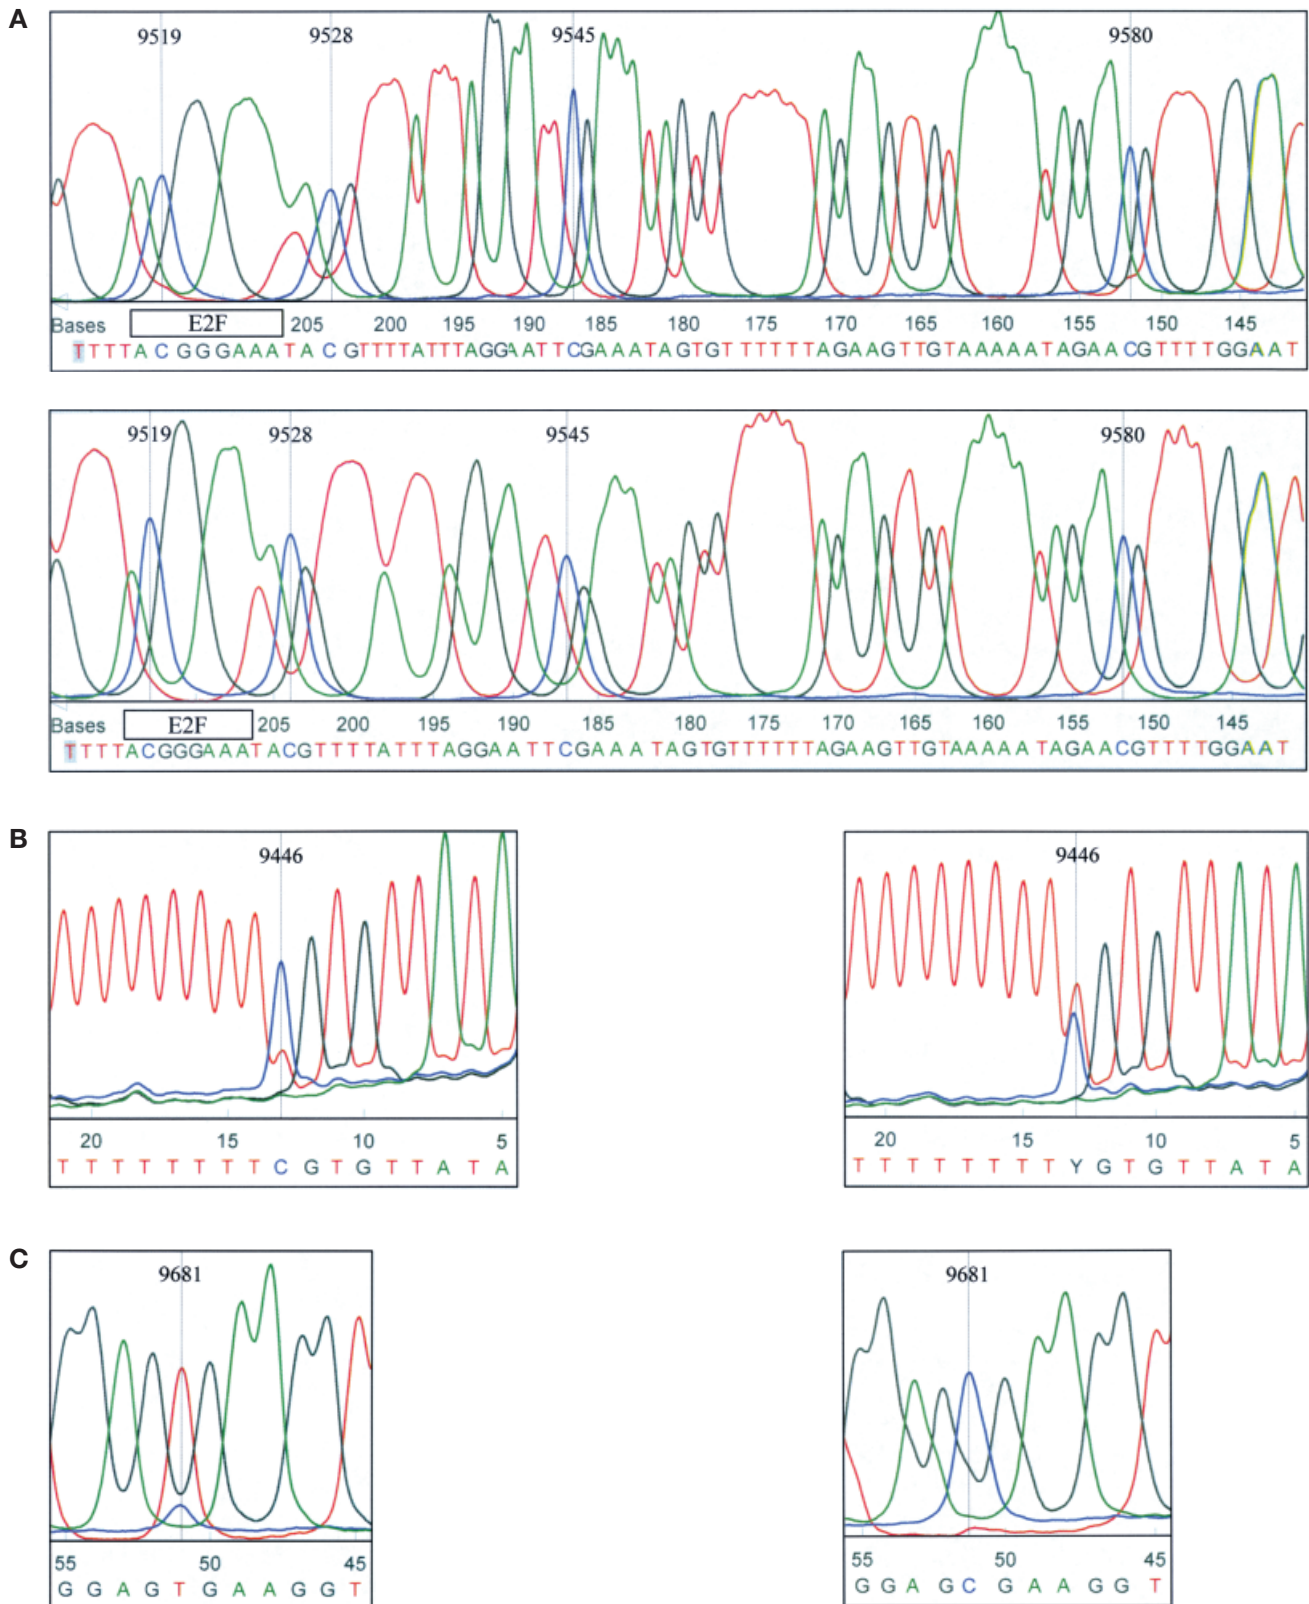 A
9519 9528 9545 9580
Bases E2F 205 200 195 190 185 180 175 170 165 160 155 150 145
TTTTACGGGAAATACGTTTTATTTAGGAATTCGAAATAGTGTTTTTTAGAAGTTGTAAAAATAGAACGTTTTGGAAT
9519 9528 9545 9580
Bases E2F 205 200 195 190 185 180 175 170 165 160 155 150 145
TTTTACGGGAAATACGTTTTATTTAGGAATTCGAAATAGTGTTTTTTAGAAGTTGTAAAAATAGAACGTTTTGGAAT
B
9446 9446
20 15 10 5 20 15 10 5
T T T T T T T T C G T G T T A T A T T T T T T T T Y G T G T T A T A
C
9681 9681
55 50 45 55 50 45
G G A G T G A A G G T G G A G C G A A G G T